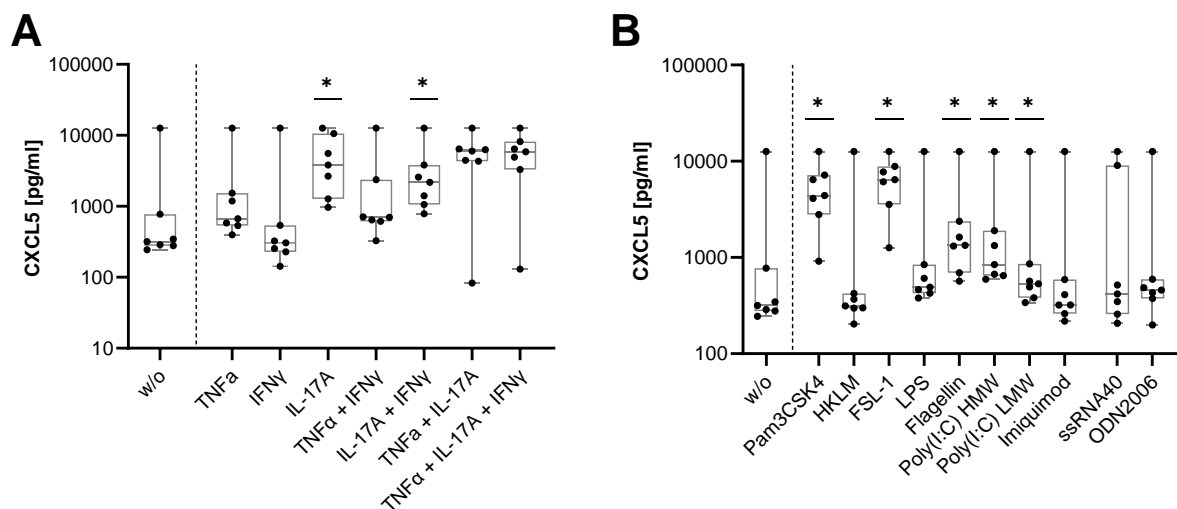 A
CXCL5 [pg/ml]
100000
10000
1000
100
10
* *
w/o
TNFa
IFNγ
IL-17A
TNFα + IFNγ
IL-17A + IFNγ
TNFa + IL-17A
TNFα + IL-17A + IFNγ
B
CXCL5 [pg/ml]
100000
10000
1000
100
* * * * *
w/o
Pam3CSK4
HKLM
FSL-1
LPS
Flagellin
Poly(I:C) HMW
Poly(I:C) LMW
Imiquimod
ssRNA40
ODN2006